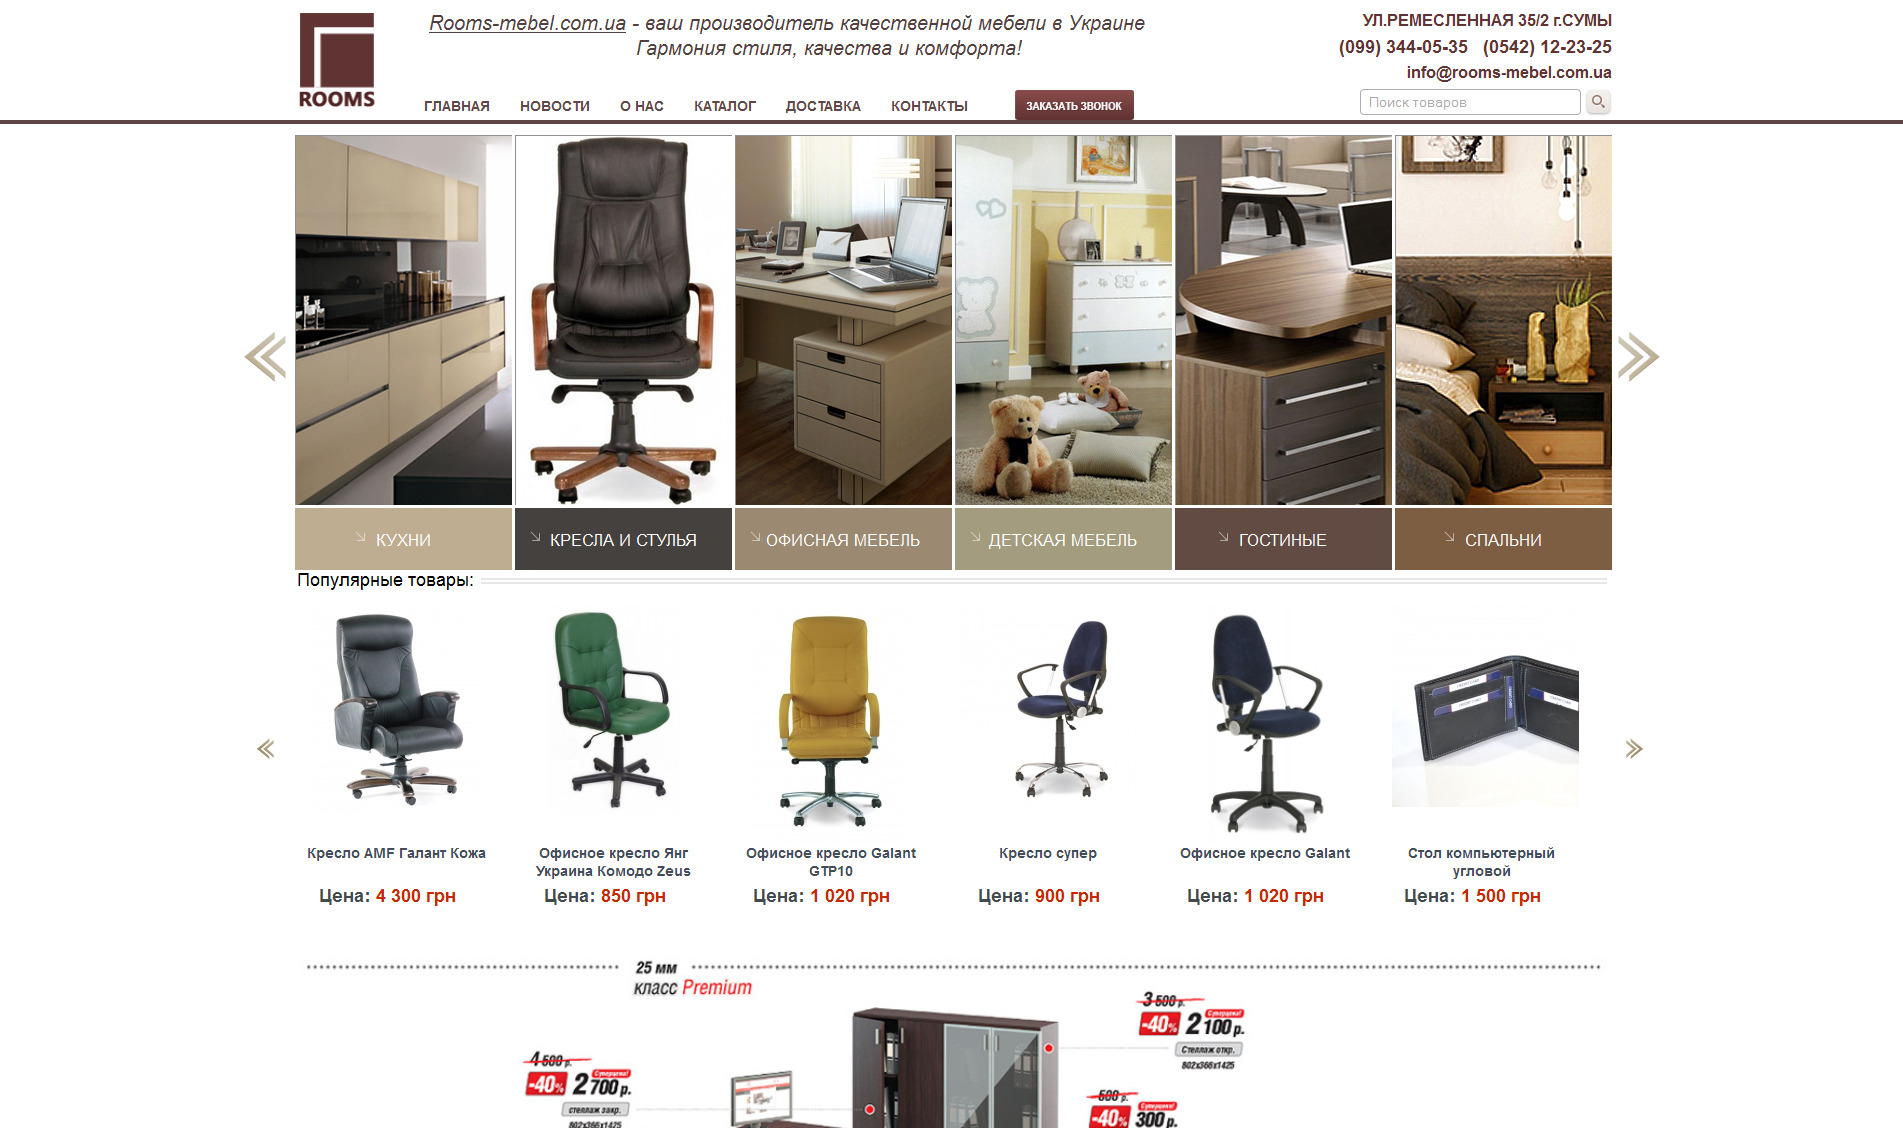 ROOMS
Rooms-mebel.com.ua - ваш производитель качественной мебели в Украине
Гармония стиля, качества и комфорта!
УЛ.РЕМЕСЛЕННАЯ 35/2 г.СУМЫ
(099) 344-05-35 (0542) 12-23-25
info@rooms-mebel.com.ua
ГЛАВНАЯ НОВОСТИ О НАС КАТАЛОГ ДОСТАВКА КОНТАКТЫ ЗАКАЗАТЬ ЗВОНОК
Поиск товаров
КУХНИ КРЕСЛА И СТУЛЬЯ ОФИСНАЯ МЕБЕЛЬ ДЕТСКАЯ МЕБЕЛЬ ГОСТИНЫЕ СПАЛЬНИ
Популярные товары:
Кресло AMF Галант Кожа
Цена: 4 300 грн
Офисное кресло Янг
Украина Комодо Zeus
Цена: 850 грн
Офисное кресло Galant
GTP10
Цена: 1 020 грн
Кресло супер
Цена: 900 грн
Офисное кресло Galant
Цена: 1 020 грн
Стол компьютерный
угловой
Цена: 1 500 грн
25 мм
класс Premium
3 500 р.
Суперцена!
-40% 2 100 р.
Стеллаж откр.
802х366х1425
4 500 р.
Суперцена!
-40% 2 700 р.
стеллаж закр.
802х366х1425
500 р.
Суперцена!
-40% 300 р.